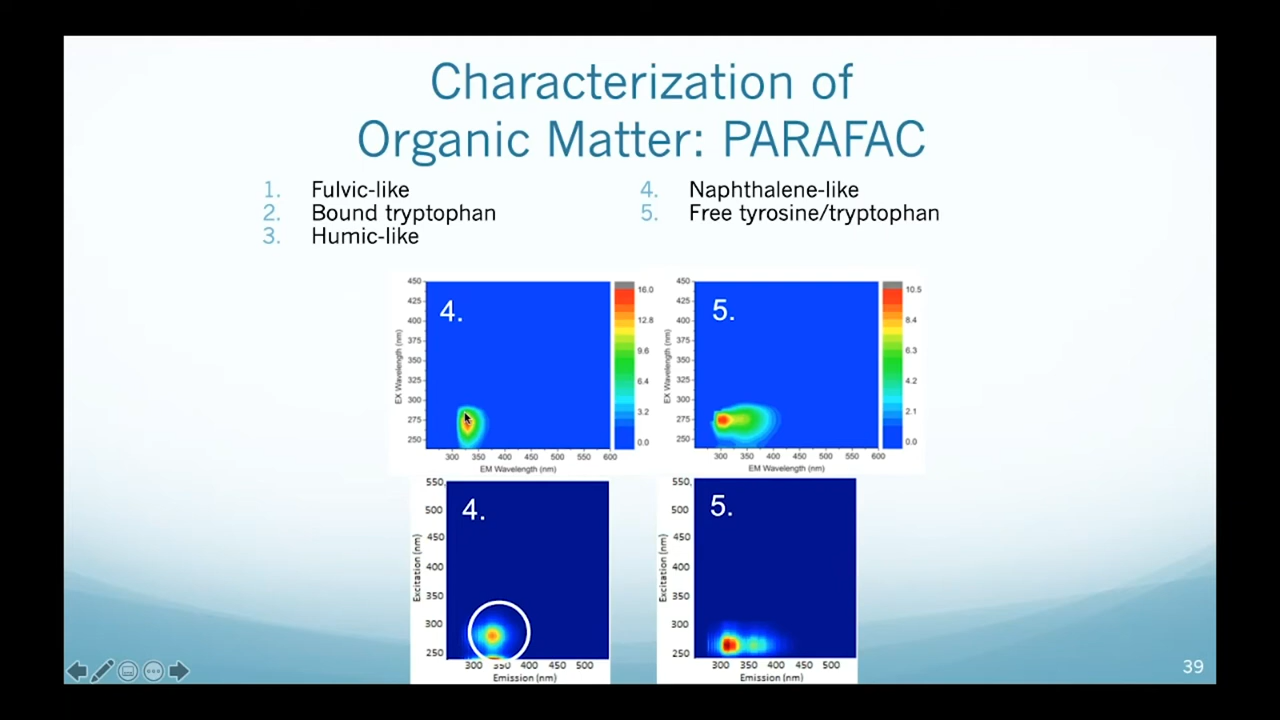 Characterization of
Organic Matter: PARAFAC
1. Fulvic-like
2. Bound tryptophan
3. Humic-like
4. Naphthalene-like
5. Free tyrosine/tryptophan
4.
450
425
400
375
350
325
300
275
250
EX Wavelength (nm)
300 350 400 450 500 550 600
EM Wavelength (nm)
16.0
12.8
9.6
6.4
3.2
0.0
5.
450
425
400
375
350
325
300
275
250
EX Wavelength (nm)
300 350 400 450 500 550 600
EM Wavelength (nm)
10.5
8.4
6.3
4.2
2.1
0.0
4.
550
500
450
400
350
300
250
Excitation (nm)
300 350 400 450 500
Emission (nm)
5.
550
500
450
400
350
300
250
Excitation (nm)
300 350 400 450 500
Emission (nm)
39